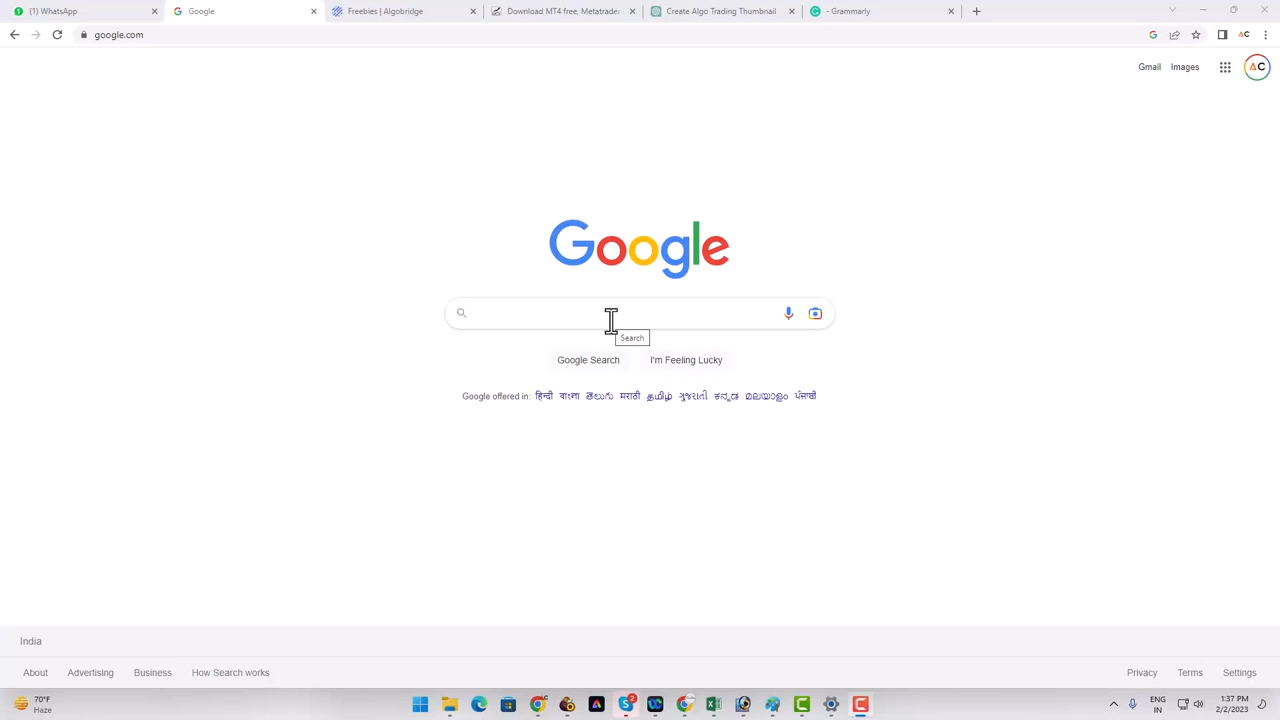 (1) WhatsApp
Google
Freebies | Algobridge
Download MT4 free, Metatrader
Create Algo Trading Thumbnail
- Grammarly
google.com
AC
Gmail Images
AC
Google
Search
Google Search I'm Feeling Lucky
Google offered in: हिन्दी বাংলা తెలుగు मराठी தமிழ் ગુજરાતી ಕನ್ನಡ മലയാളം ਪੰਜਾਬੀ
India
About Advertising Business How Search works
Privacy Terms Settings
70°F
Haze
2
ENG
IN
1:37 PM
2/2/2023